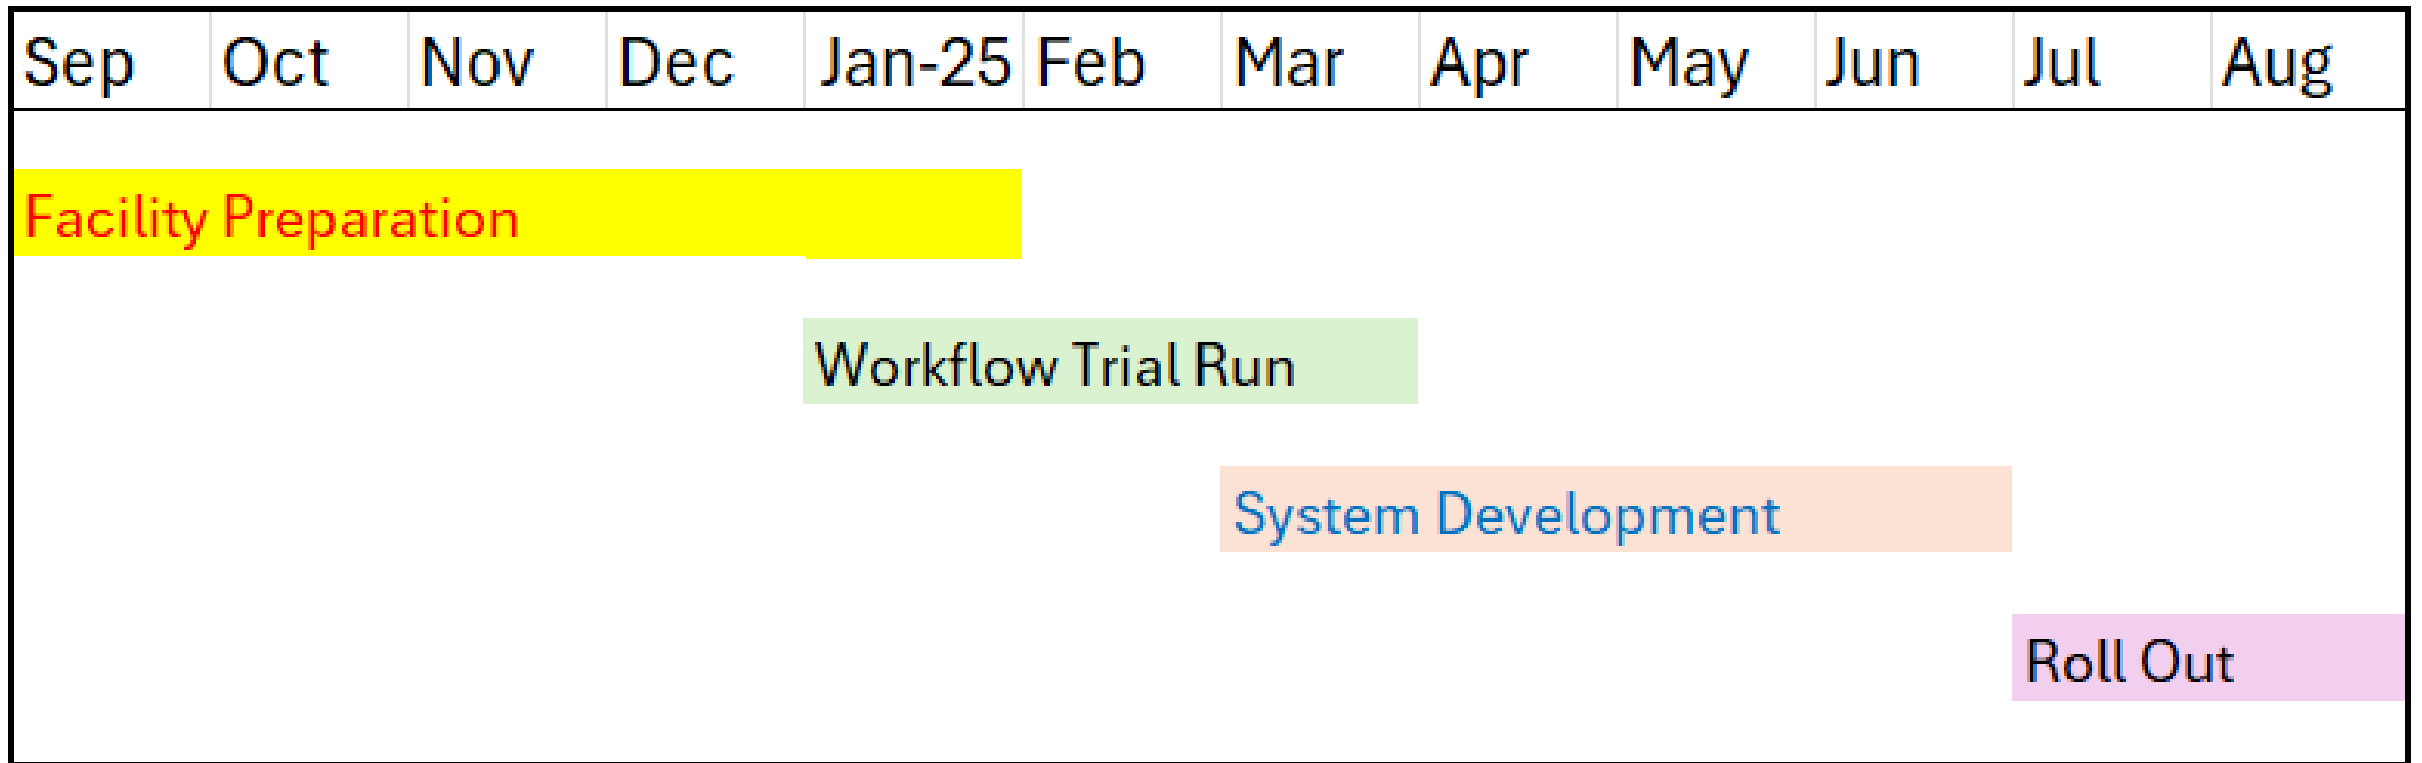 Sep Oct Nov Dec Jan-25 Feb Mar Apr May Jun Jul Aug
Facility Preparation
Workflow Trial Run
System Development
Roll Out